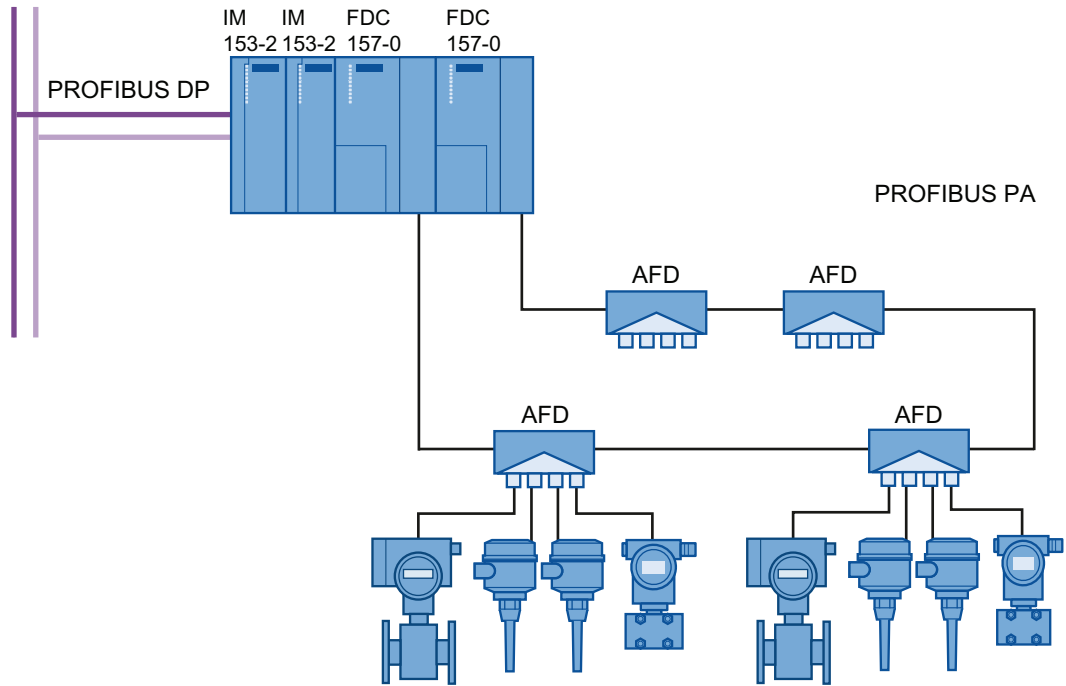 IM IM FDC FDC
153-2 153-2 157-0 157-0
PROFIBUS DP
PROFIBUS PA
AFD AFD
AFD AFD